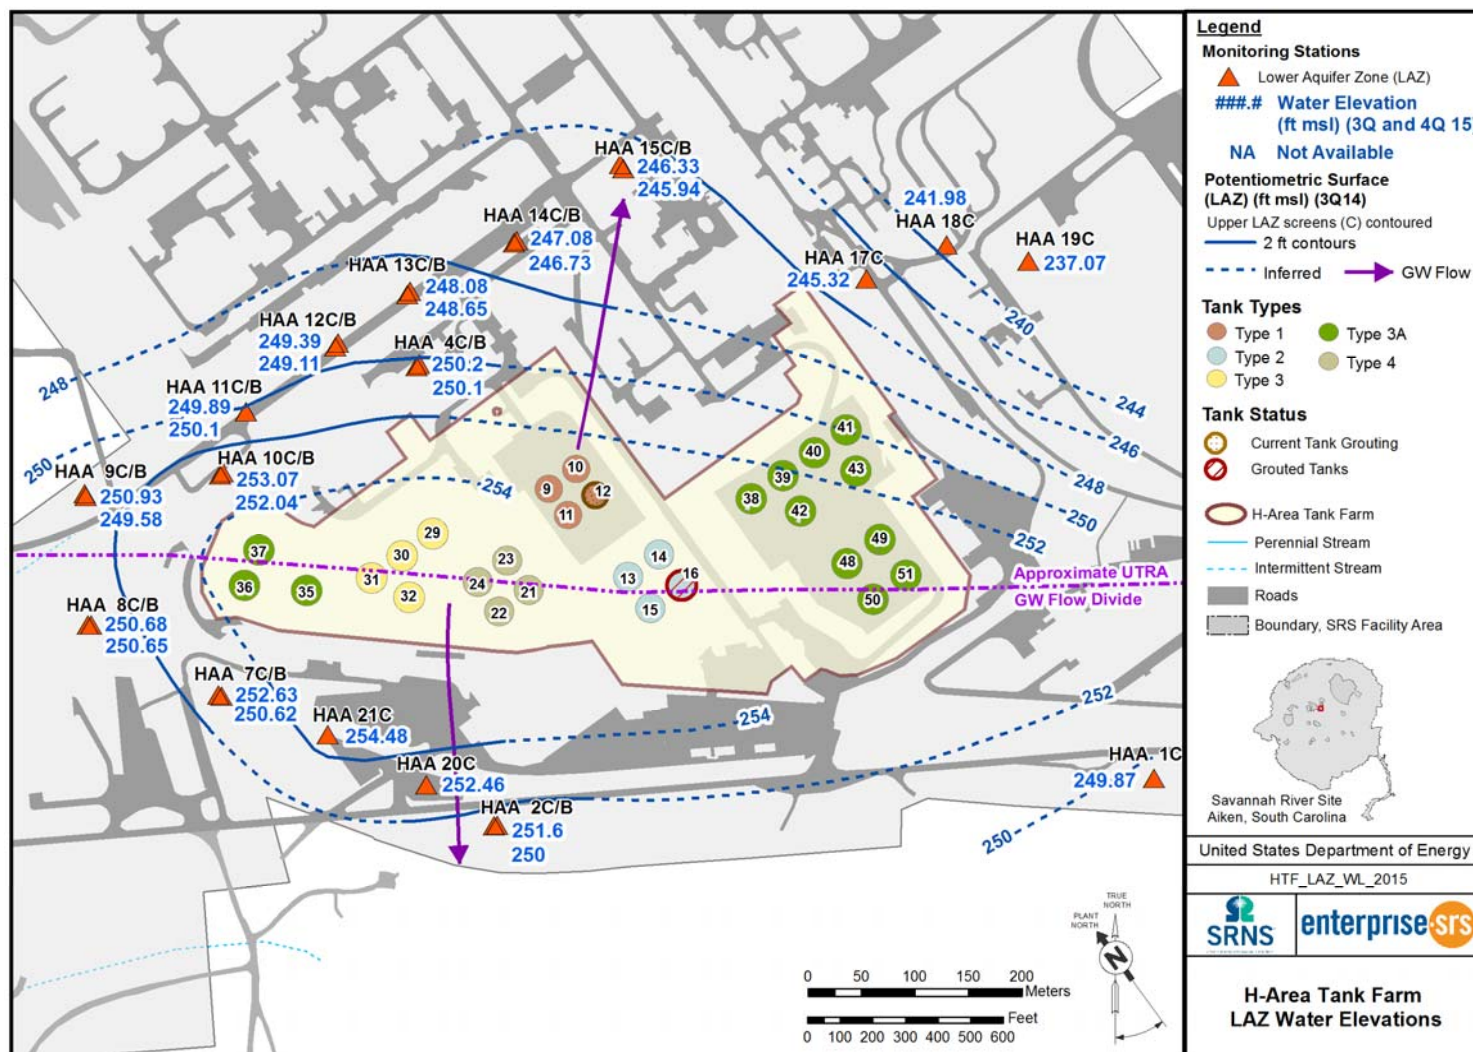 HAA 15C/B
246.33
245.94
HAA 14C/B
247.08
246.73
241.98
HAA 18C
HAA 19C
237.07
HAA 17C
245.32
HAA 13C/B
248.08
248.65
HAA 12C/B
249.39
249.11
HAA 4C/B
250.2
250.1
HAA 11C/B
249.89
250.1
HAA 10C/B
253.07
252.04
HAA 9C/B
250.93
249.58
HAA 8C/B
250.68
250.65
HAA 7C/B
252.63
250.62
HAA 21C
254.48
HAA 20C
252.46
HAA 2C/B
251.6
250
HAA 1C
249.87
248
250
254
240
244
246
248
250
252
252
254
250
9
10
11
12
13
14
15
16
21
22
23
24
29
30
31
32
35
36
37
38
39
40
41
42
43
48
49
50
51
Approximate UTRA
GW Flow Divide
TRUE
NORTH
PLANT
NORTH
N
0 50 100 150 200
Meters
Feet
0 100 200 300 400 500 600
Legend
Monitoring Stations
Lower Aquifer Zone (LAZ)
###.# Water Elevation
(ft msl) (3Q and 4Q 15)
NA Not Available
Potentiometric Surface
(LAZ) (ft msl) (3Q14)
Upper LAZ screens (C) contoured
2 ft contours
Inferred
GW Flow
Tank Types
Type 1
Type 3A
Type 2
Type 4
Type 3
Tank Status
Current Tank Grouting
Grouted Tanks
H-Area Tank Farm
Perennial Stream
Intermittent Stream
Roads
Boundary, SRS Facility Area
Savannah River Site
Aiken, South Carolina
United States Department of Energy
HTF_LAZ_WL_2015
SRNS
enterprise.srs
H-Area Tank Farm
LAZ Water Elevations